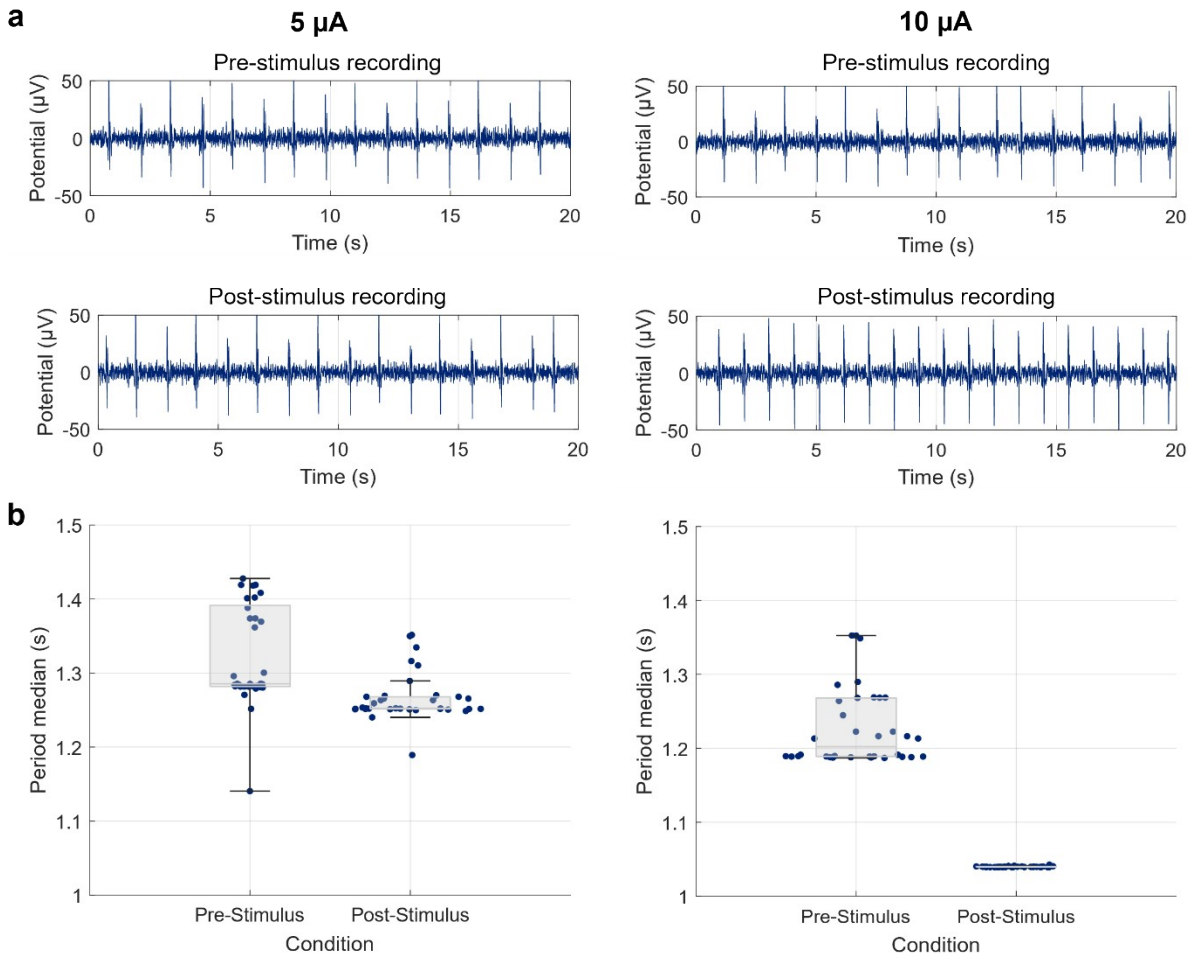 a
5 µA
10 µA
Pre-stimulus recording
Potential (µV)
50
0
-50
0 5 10 15 20
Time (s)
Pre-stimulus recording
Potential (µV)
50
0
-50
0 5 10 15 20
Time (s)
Post-stimulus recording
Potential (µV)
50
0
-50
0 5 10 15 20
Time (s)
Post-stimulus recording
Potential (µV)
50
0
-50
0 5 10 15 20
Time (s)
b
Period median (s)
1.5
1.4
1.3
1.2
1.1
1
Pre-Stimulus Post-Stimulus
Condition
Period median (s)
1.5
1.4
1.3
1.2
1.1
1
Pre-Stimulus Post-Stimulus
Condition